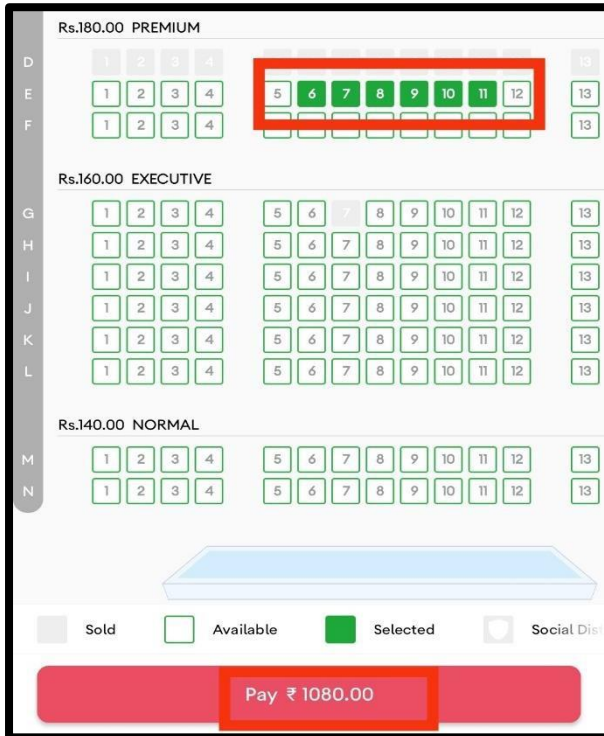 Rs.180.00 PREMIUM
D 1 2 3 4 13
E 1 2 3 4 5 6 7 8 9 10 11 12 13
F 1 2 3 4 13
Rs.160.00 EXECUTIVE
G 1 2 3 4 5 6 7 8 9 10 11 12 13
H 1 2 3 4 5 6 7 8 9 10 11 12 13
I 1 2 3 4 5 6 7 8 9 10 11 12 13
J 1 2 3 4 5 6 7 8 9 10 11 12 13
K 1 2 3 4 5 6 7 8 9 10 11 12 13
L 1 2 3 4 5 6 7 8 9 10 11 12 13
Rs.140.00 NORMAL
M 1 2 3 4 5 6 7 8 9 10 11 12 13
N 1 2 3 4 5 6 7 8 9 10 11 12 13
Sold Available Selected Social Dis
Pay ₹ 1080.00